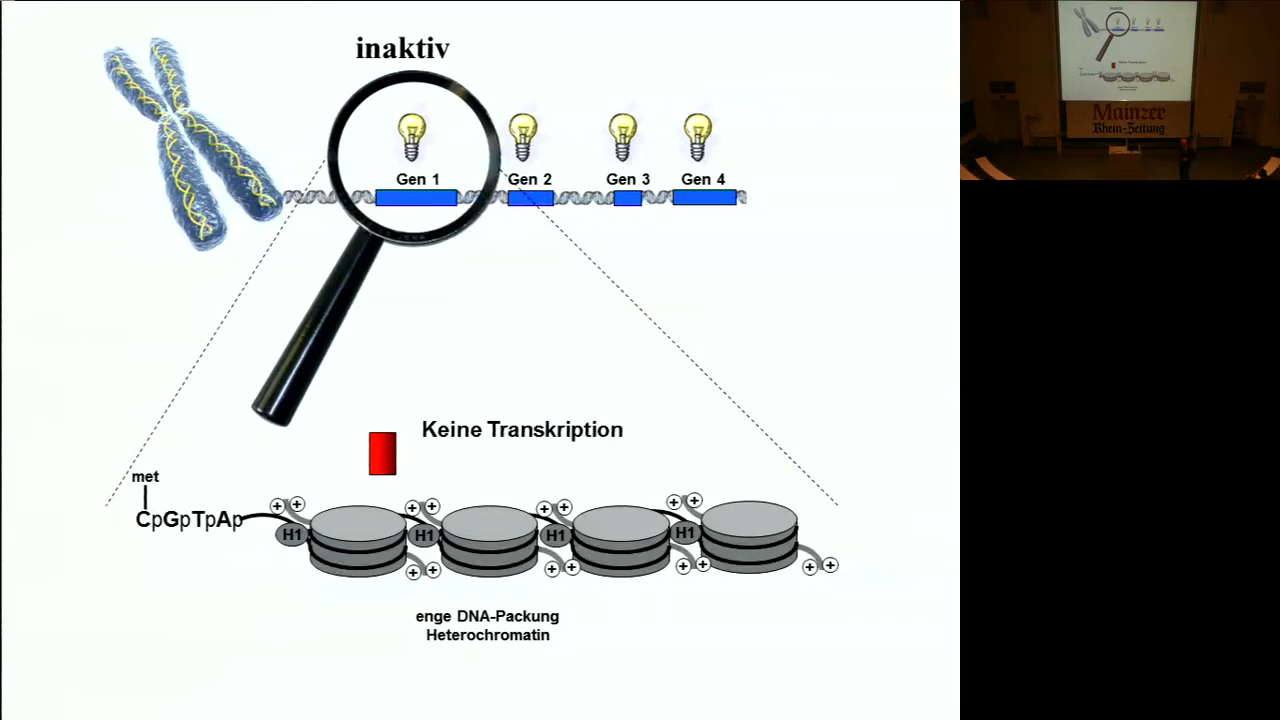 inaktiv
Gen 1
Gen 2
Gen 3
Gen 4
Keine Transkription
met
CpGpTpAp
+ + + + + + + +
H1 H1 H1 H1
+ + + + + + + +
enge DNA-Packung
Heterochromatin
Mainzer
Rhein-Zeitung